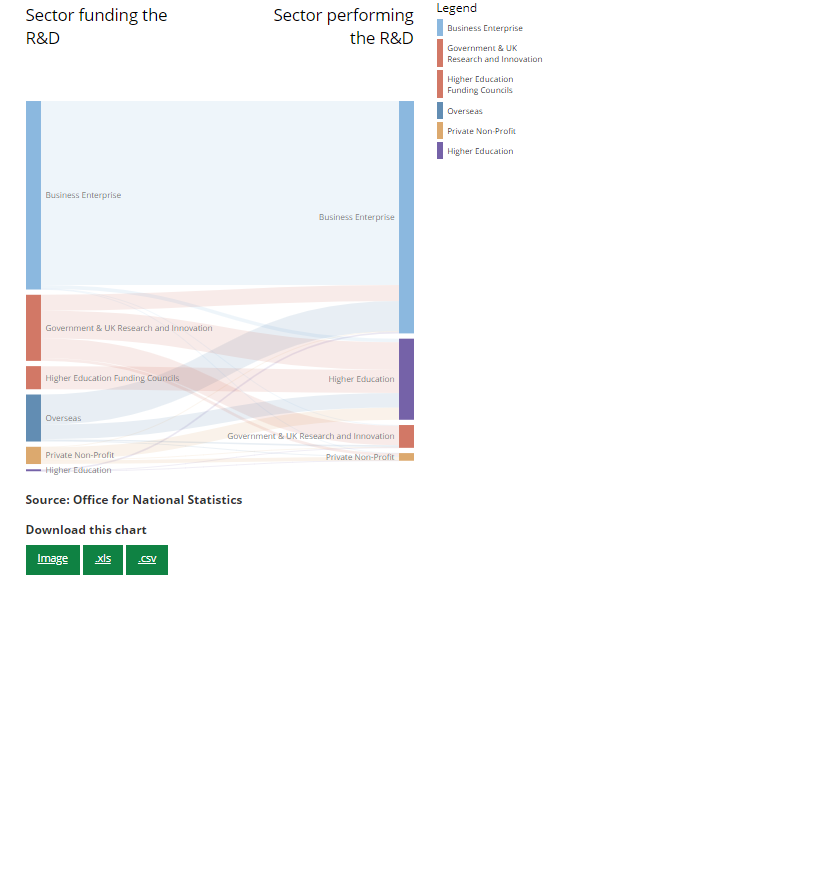 Sector funding the
R&D
Sector performing
the R&D
Legend
Business Enterprise
Government & UK
Research and Innovation
Higher Education
Funding Councils
Overseas
Private Non-Profit
Higher Education
Business Enterprise
Business Enterprise
Government & UK Research and Innovation
Higher Education Funding Councils
Higher Education
Overseas
Government & UK Research and Innovation
Private Non-Profit
Private Non-Profit
Higher Education
Source: Office for National Statistics
Download this chart
Image
.xls
.csv